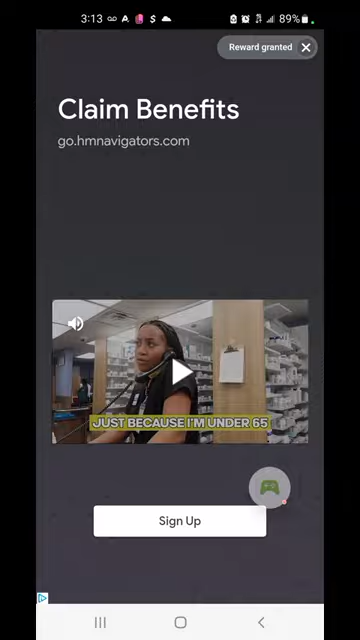 3:13
89%
Reward granted
Claim Benefits
go.hmnavigators.com
JUST BECAUSE I'M UNDER 65
Sign Up